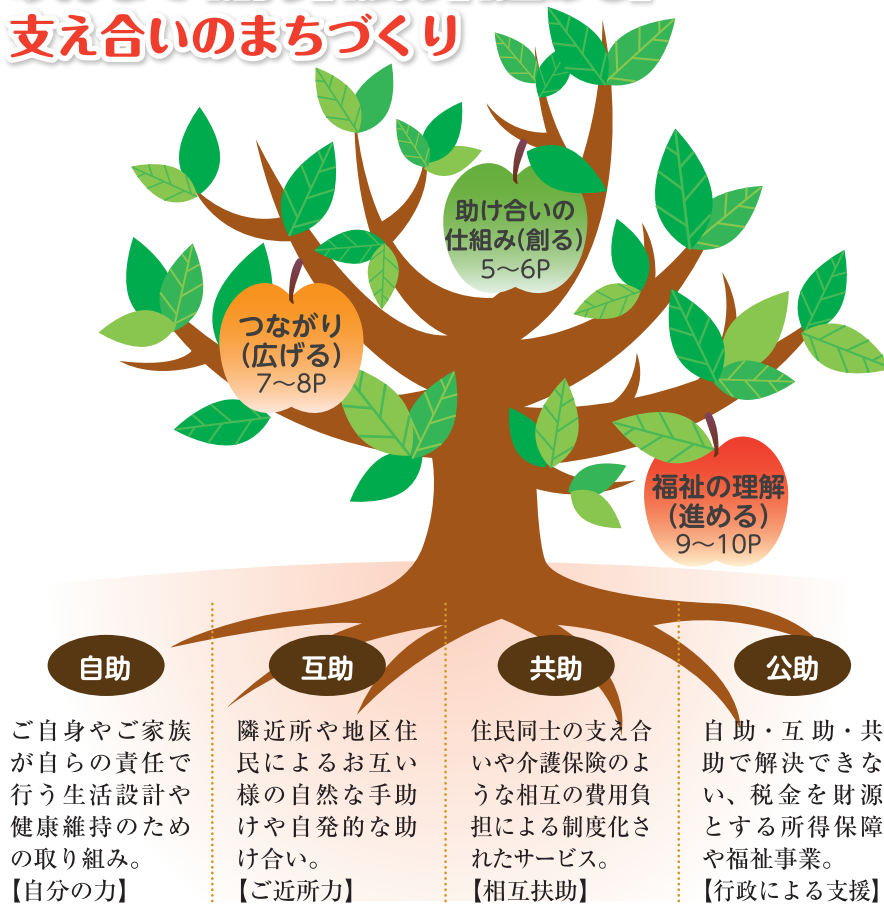 支え合いのまちづくり
助け合いの
仕組み(創る)
5～6P
つながり
(広げる)
7～8P
福祉の理解
(進める)
9～10P
自助
ご自身やご家族
が自らの責任で
行う生活設計や
健康維持のため
の取り組み。
【自分の力】
互助
隣近所や地区住
民によるお互い
様の自然な手助
けや自発的な助
け合い。
【ご近所力】
共助
住民同士の支え合
いや介護保険のよ
うな相互の費用負
担による制度化さ
れたサービス。
【相互扶助】
公助
自助・互助・共
助で解決できな
い、税金を財源
とする所得保障
や福祉事業。
【行政による支援】